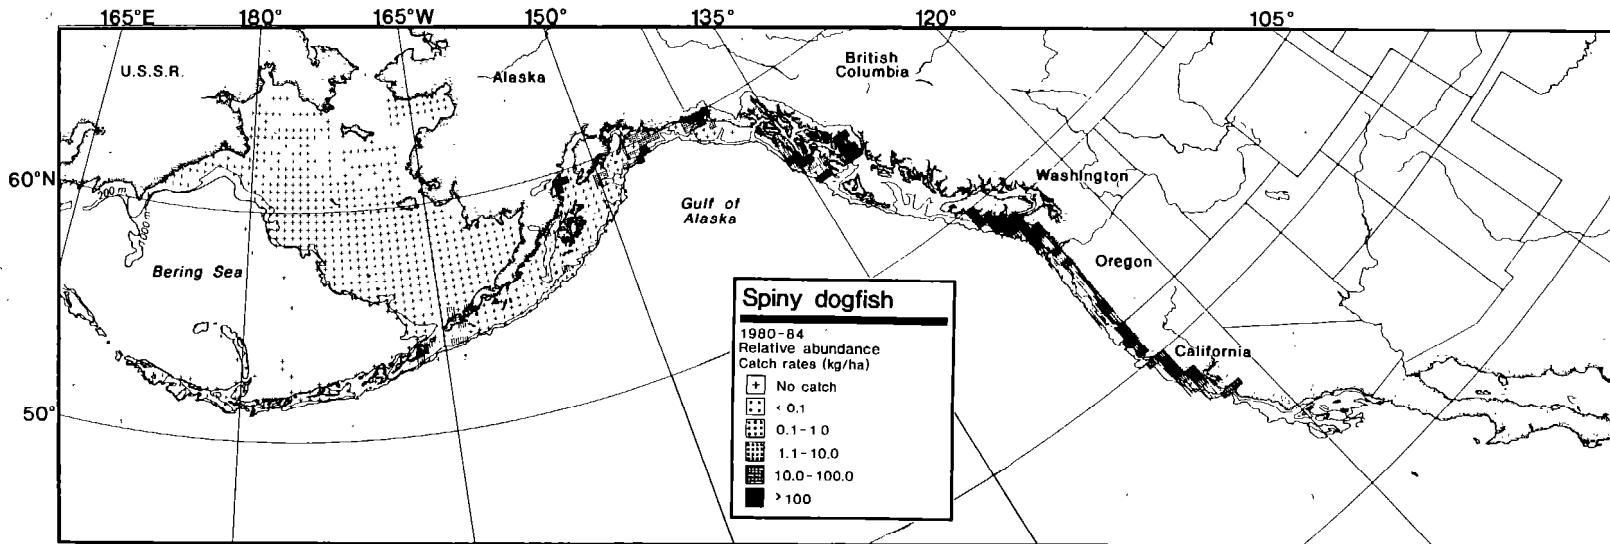 165°E 180° 165°W 150° 135° 120° 105°
U.S.S.R.
Alaska
British
Columbia
60°N
200 m
Washington
Gulf of
Alaska
Bering Sea
Oregon
Spiny dogfish
1980-84
Relative abundance
Catch rates (kg/ha)
+ No catch
< 0.1
0.1-1 0
1.1-10.0
10.0-100.0
> 100
California
50°